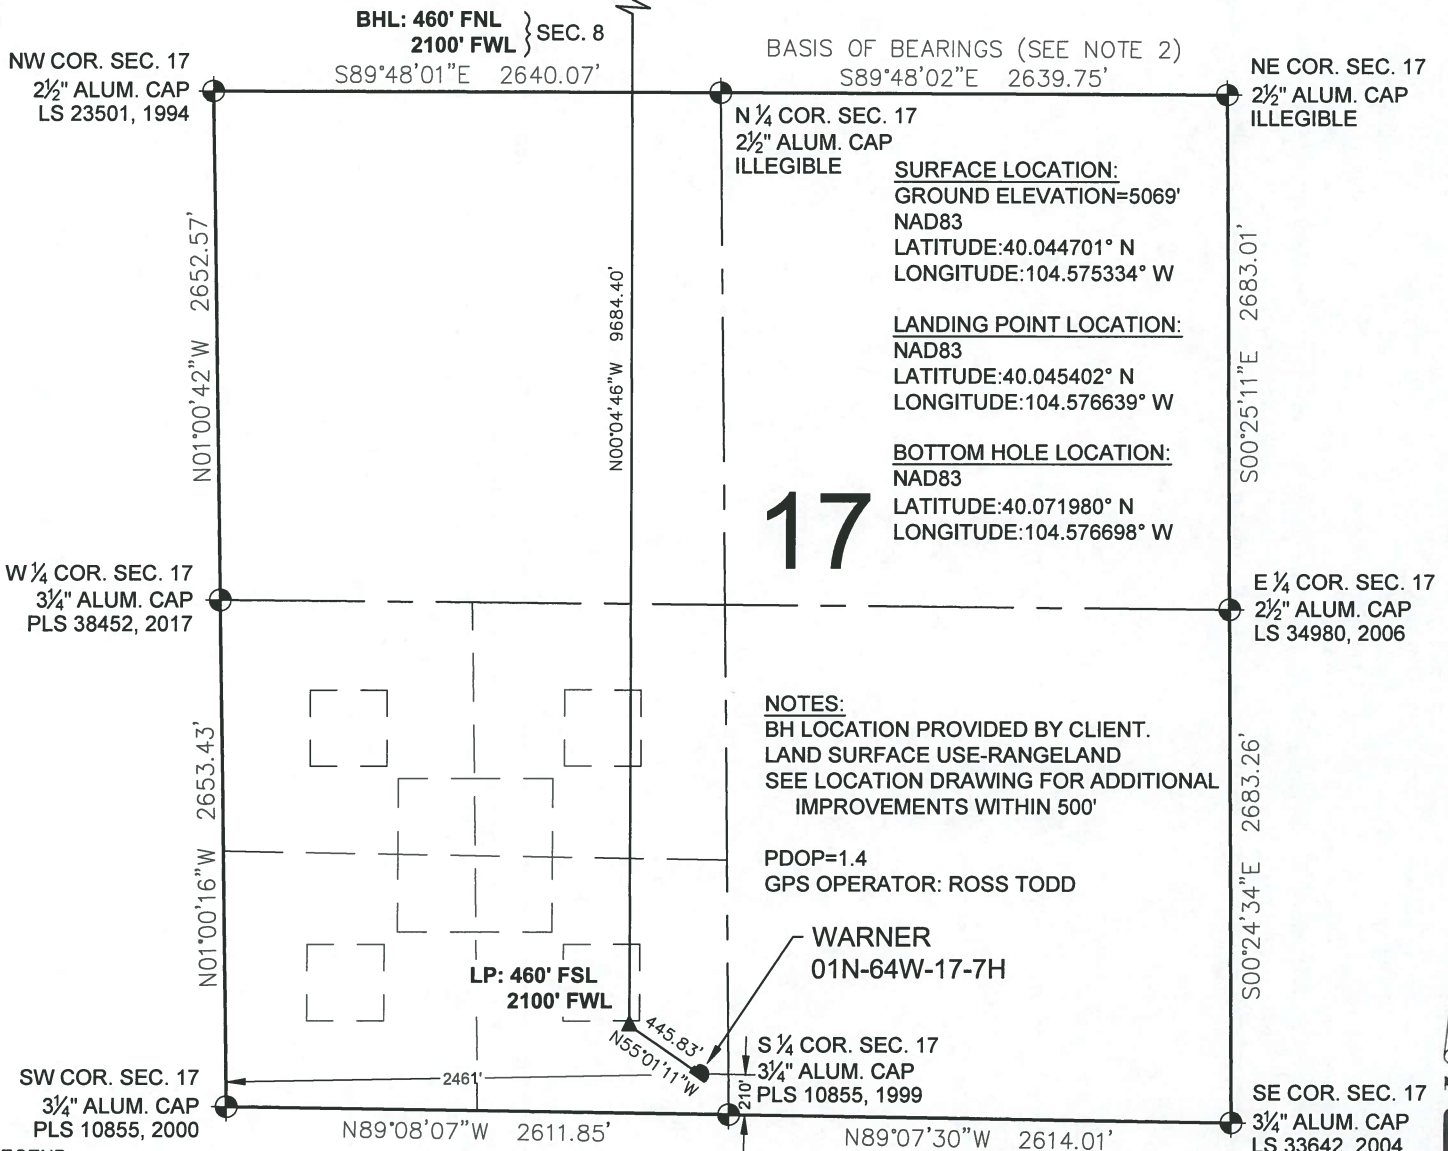 BHL: 460' FNL
2100' FWL
SEC. 8
BASIS OF BEARINGS (SEE NOTE 2)
NW COR. SEC. 17
2½" ALUM. CAP
LS 23501, 1994
S89°48'01"E 2640.07'
S89°48'02"E 2639.75'
NE COR. SEC. 17
2½" ALUM. CAP
ILLEGIBLE
N ¼ COR. SEC. 17
2½" ALUM. CAP
ILLEGIBLE
SURFACE LOCATION:
GROUND ELEVATION=5069'
NAD83
LATITUDE:40.044701° N
LONGITUDE:104.575334° W
LANDING POINT LOCATION:
NAD83
LATITUDE:40.045402° N
LONGITUDE:104.576639° W
BOTTOM HOLE LOCATION:
NAD83
LATITUDE:40.071980° N
LONGITUDE:104.576698° W
N01°00'42"W 2652.57'
N00°04'46"W 9684.40'
S00°25'11"E 2683.01'
17
W ¼ COR. SEC. 17
3¼" ALUM. CAP
PLS 38452, 2017
E ¼ COR. SEC. 17
2½" ALUM. CAP
LS 34980, 2006
NOTES:
BH LOCATION PROVIDED BY CLIENT.
LAND SURFACE USE-RANGELAND
SEE LOCATION DRAWING FOR ADDITIONAL
IMPROVEMENTS WITHIN 500'
PDOP=1.4
GPS OPERATOR: ROSS TODD
N01°00'16"W 2653.43'
S00°24'34"E 2683.26'
WARNER
01N-64W-17-7H
LP: 460' FSL
2100' FWL
445.83'
N55°01'11"W
2461'
210'
S ¼ COR. SEC. 17
3¼" ALUM. CAP
PLS 10855, 1999
SW COR. SEC. 17
3¼" ALUM. CAP
PLS 10855, 2000
N89°08'07"W 2611.85'
N89°07'30"W 2614.01'
SE COR. SEC. 17
3¼" ALUM. CAP
LS 33642, 2004